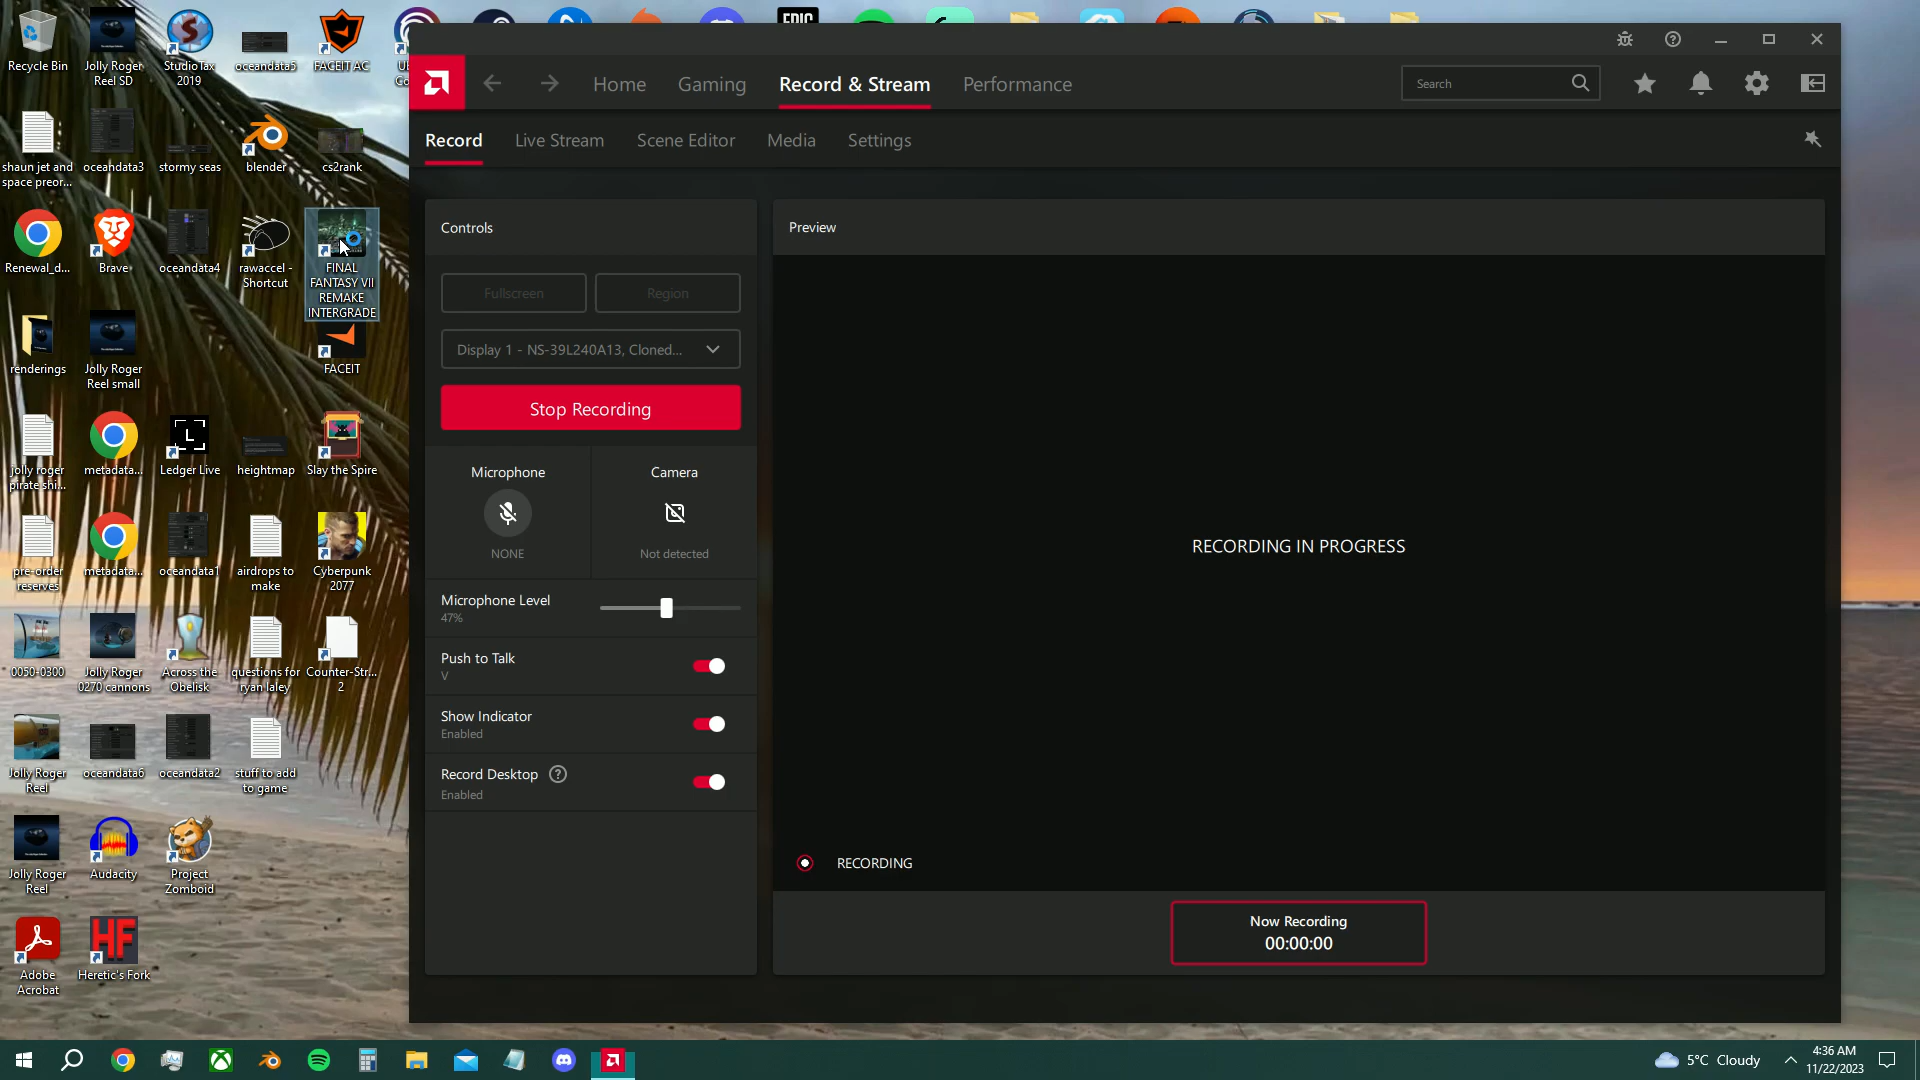 Recycle Bin
Jolly Roger
Reel SD
StudioTax
2019
oceandata5
FACEIT AC
EPIC
shaun jet and
space preor...
oceandata3
stormy seas
blender
cs2rank
Renewal_d...
Brave
oceandata4
rawaccel -
Shortcut
FINAL
FANTASY VII
REMAKE
INTERGRADE
renderings
Jolly Roger
Reel small
FACEIT
jolly roger
pirate shi...
metadata...
L
Ledger Live
heightmap
Slay the Spire
pre-order
reserves
metadata...
oceandata1
airdrops to
make
Cyberpunk
2077
0050-0300
Jolly Roger
0270 cannons
Across the
Obelisk
questions for
ryan laley
Counter-Str...
2
Jolly Roger
Reel
oceandata6
oceandata2
stuff to add
to game
Jolly Roger
Reel
Audacity
Project
Zomboid
Adobe
Acrobat
HF
Heretic's Fork
Home
Gaming
Record & Stream
Performance
Search
Record
Live Stream
Scene Editor
Media
Settings
Controls
Fullscreen
Region
Display 1 - NS-39L240A13, Cloned...
Stop Recording
Microphone
NONE
Camera
Not detected
Microphone Level
47%
Push to Talk
V
Show Indicator
Enabled
Record Desktop
Enabled
Preview
RECORDING IN PROGRESS
RECORDING
Now Recording
00:00:00
5°C Cloudy
4:36 AM
11/22/2023